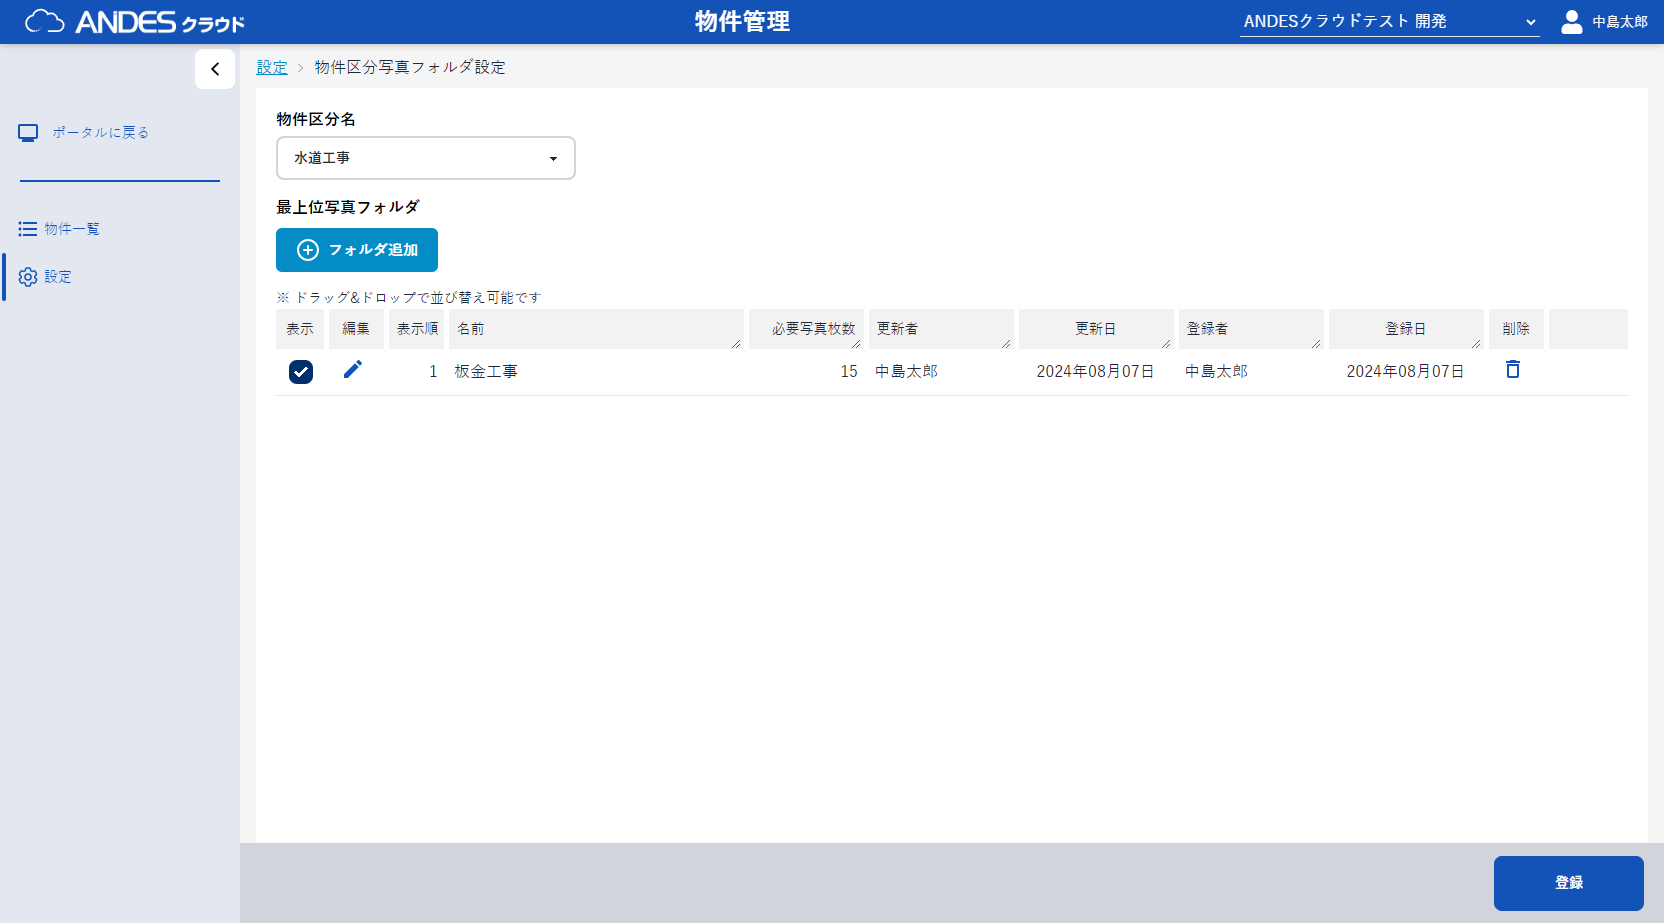 ANDES クラウド
物件管理
ANDESクラウドテスト 開発
中島太郎
設定 > 物件区分写真フォルダ設定
ポータルに戻る
物件一覧
設定
物件区分名
水道工事
最上位写真フォルダ
フォルダ追加
※ ドラッグ&ドロップで並び替え可能です
表示 編集 表示順 名前 必要写真枚数 更新者 更新日 登録者 登録日 削除
1 板金工事 15 中島太郎 2024年08月07日 中島太郎 2024年08月07日
登録